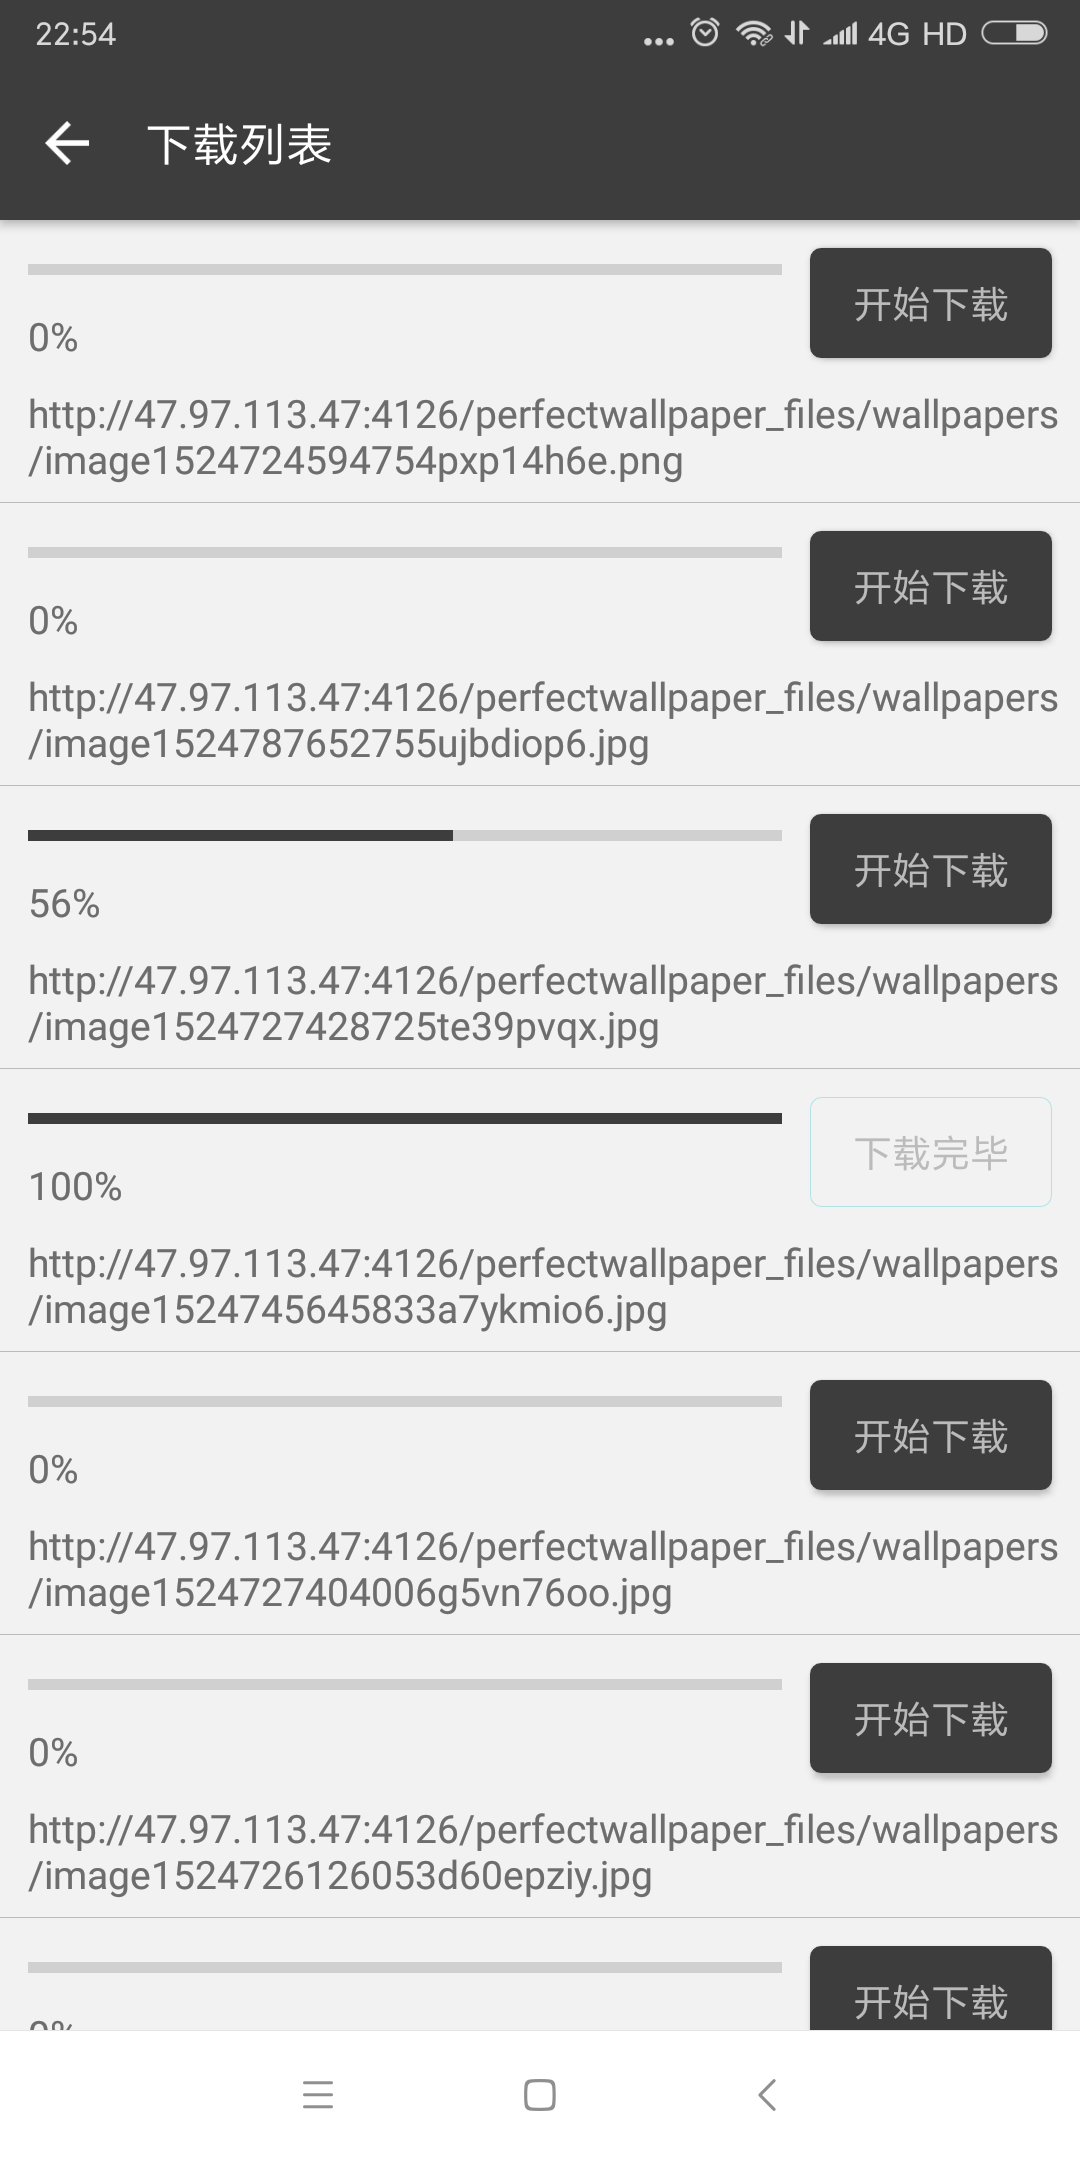 22:54
... 4G HD
下载列表
开始下载
0%
http://47.97.113.47:4126/perfectwallpaper_files/wallpapers
/image1524724594754pxp14h6e.png
开始下载
0%
http://47.97.113.47:4126/perfectwallpaper_files/wallpapers
/image1524787652755ujbdiop6.jpg
开始下载
56%
http://47.97.113.47:4126/perfectwallpaper_files/wallpapers
/image1524727428725te39pvqx.jpg
下载完毕
100%
http://47.97.113.47:4126/perfectwallpaper_files/wallpapers
/image1524745645833a7ykmio6.jpg
开始下载
0%
http://47.97.113.47:4126/perfectwallpaper_files/wallpapers
/image1524727404006g5vn76oo.jpg
开始下载
0%
http://47.97.113.47:4126/perfectwallpaper_files/wallpapers
/image1524726126053d60epziy.jpg
开始下载